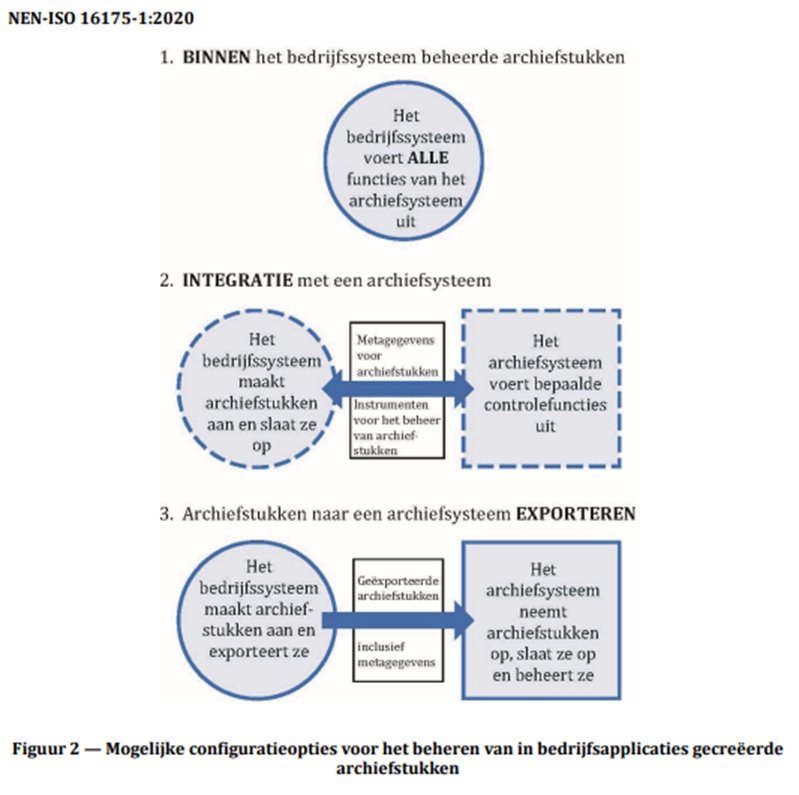 NEN-ISO 16175-1:2020
1. BINNEN het bedrijfssysteem beheerde archiefstukken
Het
bedrijfssysteem
voert ALLE
functies van het
archiefsysteem
uit
2. INTEGRATIE met een archiefsysteem
Het
bedrijfssysteem
maakt
archiefstukken
aan en slaat ze
op
Metagegevens
voor
archiefstukken
Instrumenten
voor het beheer
van archief-
stukken
Het
archiefsysteem
voert bepaalde
controlefuncties
uit
3. Archiefstukken naar een archiefsysteem EXPORTEREN
Het
bedrijfssysteem
maakt archief-
stukken aan en
exporteert ze
Geëxporteerde
archiefstukken
inclusief
metagegevens
Het
archiefsysteem
neemt
archiefstukken
op, slaat ze op
en beheert ze
Figuur 2 — Mogelijke configuratieopties voor het beheren van in bedrijfsapplicaties gecreëerde
archiefstukken